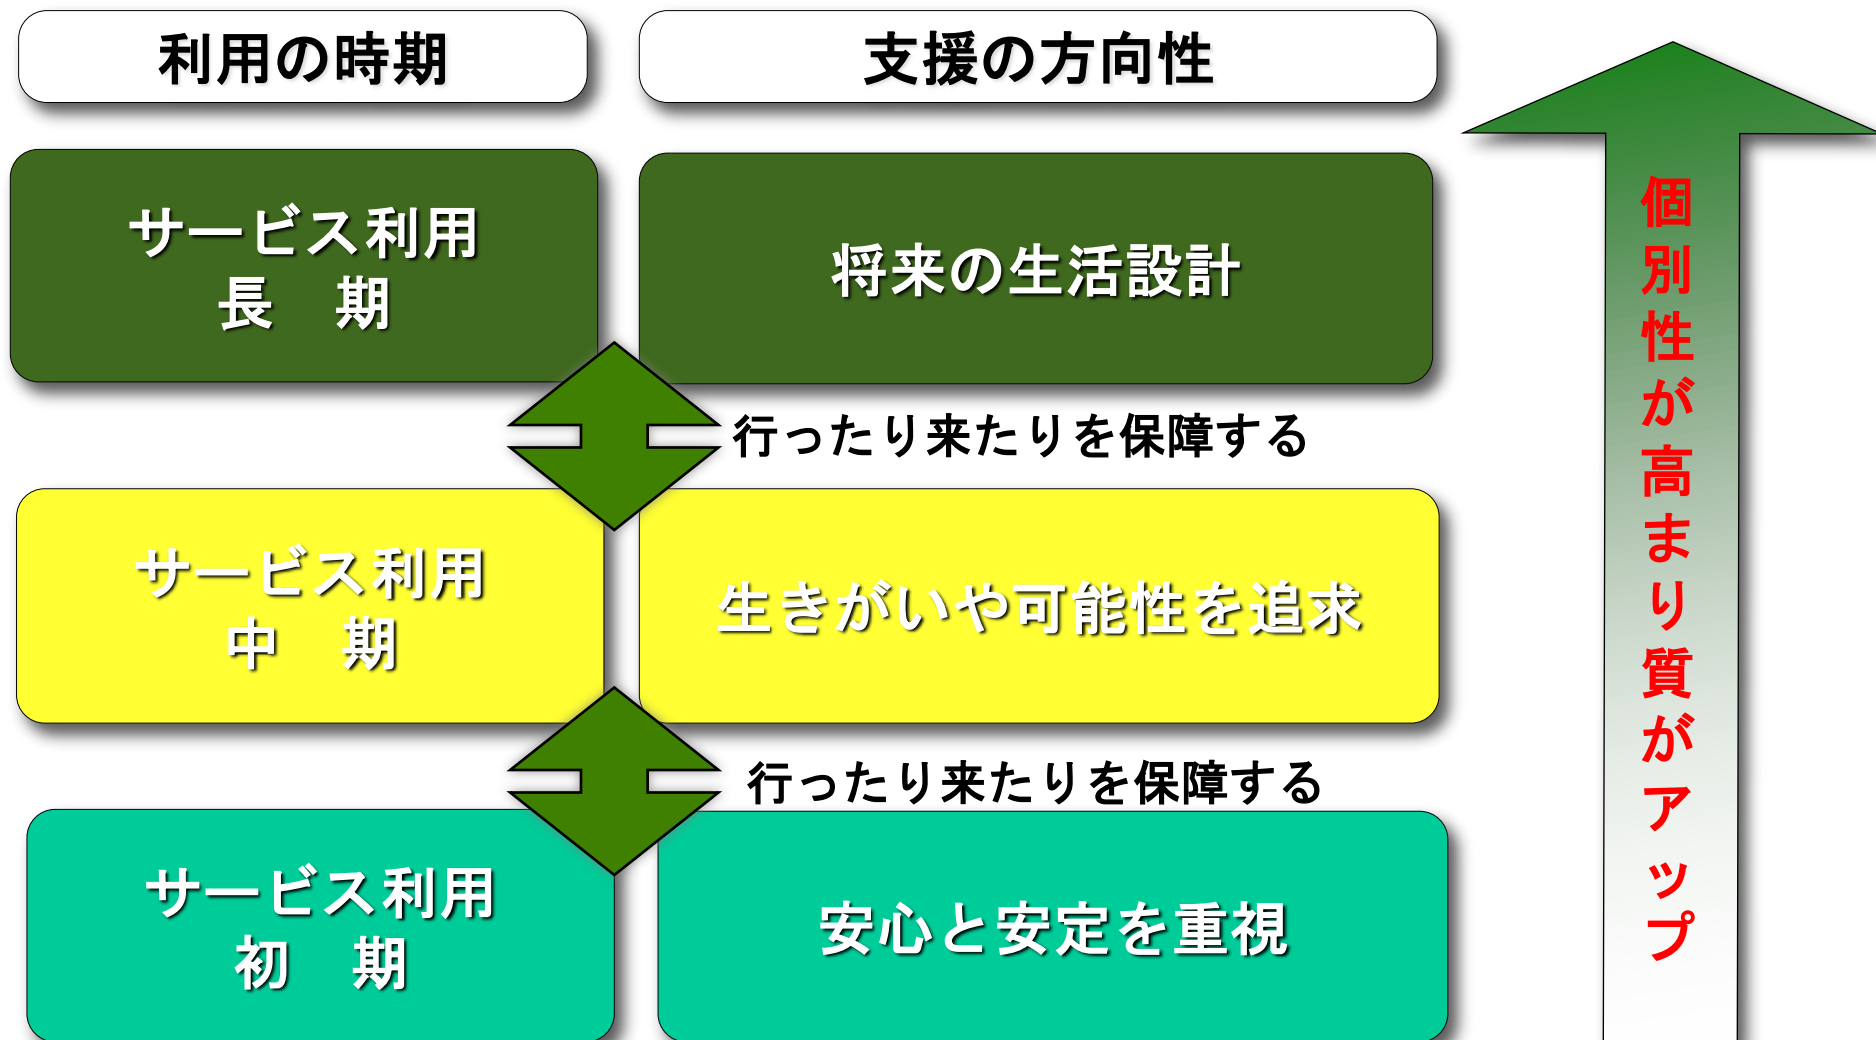 利用の時期
支援の方向性
サービス利用
長　期
将来の生活設計
行ったり来たりを保障する
サービス利用
中　期
生きがいや可能性を追求
行ったり来たりを保障する
サービス利用
初　期
安心と安定を重視
個別性が高まり質がアップ